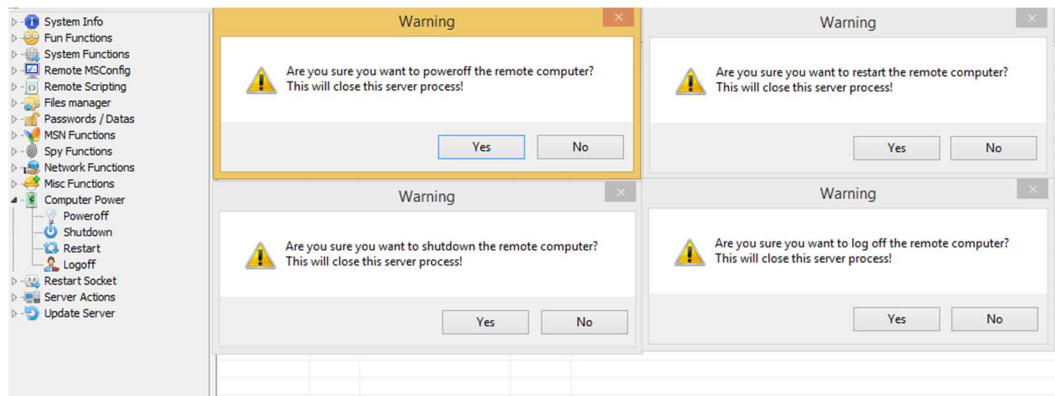 System Info
Fun Functions
System Functions
Remote MSConfig
Remote Scripting
Files manager
Passwords / Datas
MSN Functions
Spy Functions
Network Functions
Misc Functions
Computer Power
Poweroff
Shutdown
Restart
Logoff
Restart Socket
Server Actions
Update Server
Warning
Are you sure you want to poweroff the remote computer?
This will close this server process!
Yes
No
Warning
Are you sure you want to restart the remote computer?
This will close this server process!
Yes
No
Warning
Are you sure you want to shutdown the remote computer?
This will close this server process!
Yes
No
Warning
Are you sure you want to log off the remote computer?
This will close this server process!
Yes
No